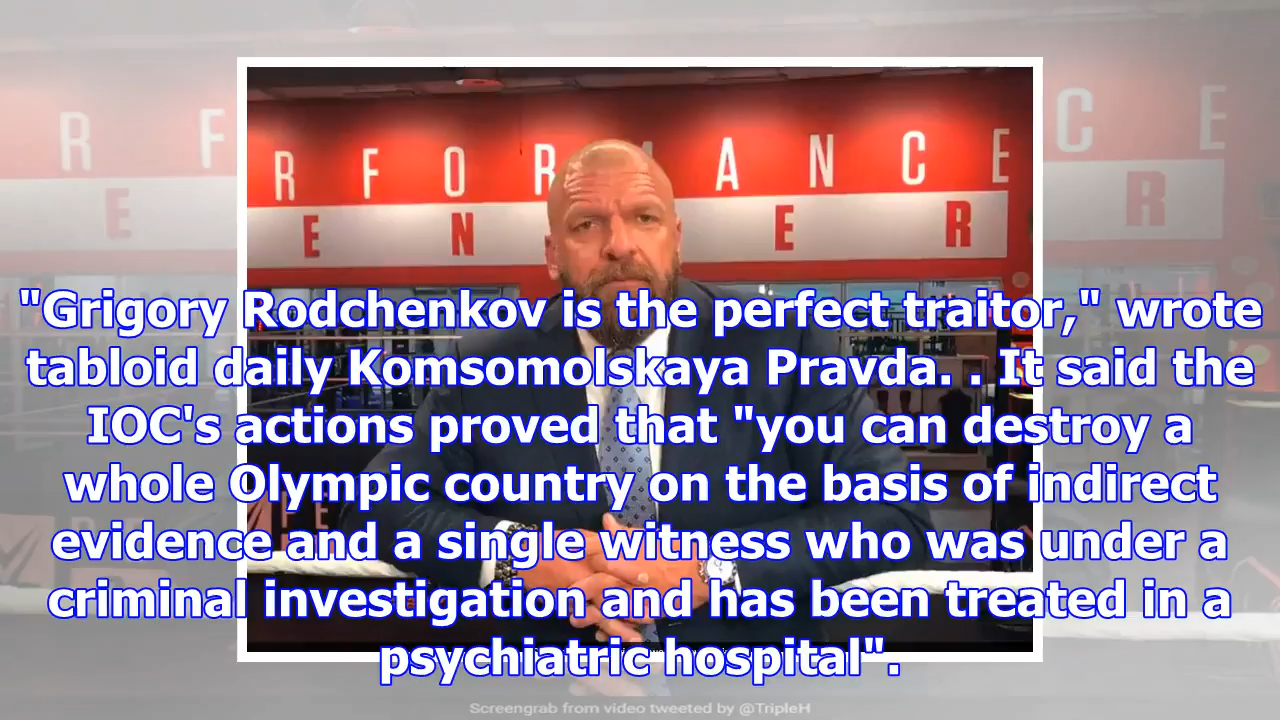 R F R F O R M A N C E C E
E E N E R R
"Grigory Rodchenkov is the perfect traitor," wrote
tabloid daily Komsomolskaya Pravda. . It said the
IOC's actions proved that "you can destroy a
whole Olympic country on the basis of indirect
evidence and a single witness who was under a
criminal investigation and has been treated in a
psychiatric hospital".
Screengrab from video tweeted by @TripleH